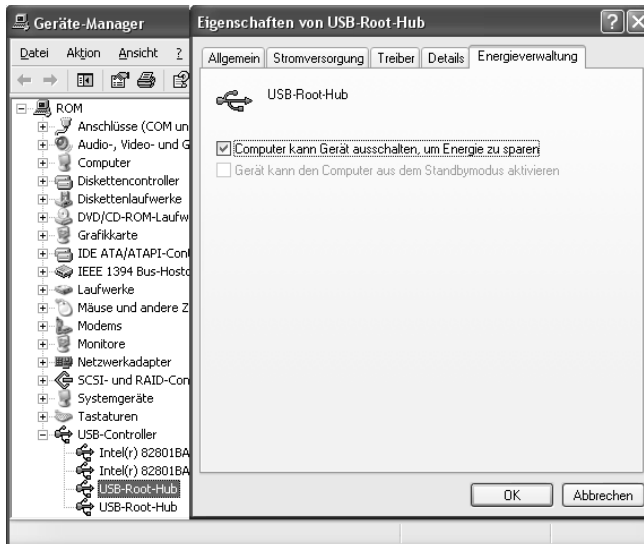 Geräte-Manager
Datei Aktion Ansicht ?
ROM
Anschlüsse (COM un
Audio-, Video- und G
Computer
Diskettencontroller
Diskettenlaufwerke
DVD/CD-ROM-Laufw
Grafikkarte
IDE ATA/ATAPI-Cont
IEEE 1394 Bus-Hosto
Laufwerke
Mäuse und andere Z
Modems
Monitore
Netzwerkadapter
SCSI- und RAID-Con
Systemgeräte
Tastaturen
USB-Controller
Intel(r) 82801BA
Intel(r) 82801BA
USB-Root-Hub
USB-Root-Hub
Eigenschaften von USB-Root-Hub
Allgemein Stromversorgung Treiber Details Energieverwaltung
USB-Root-Hub
Computer kann Gerät ausschalten, um Energie zu sparen
Gerät kann den Computer aus dem Standbymodus aktivieren
OK Abbrechen